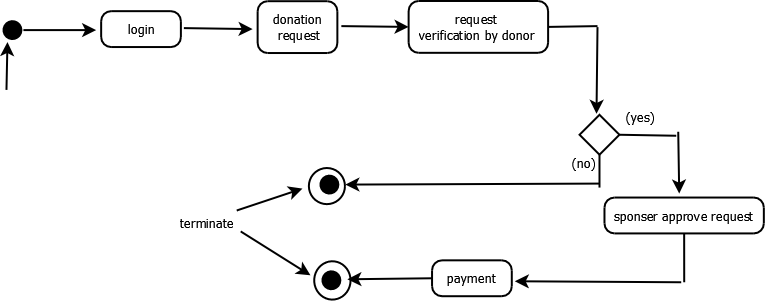 login
donation
request
request
verification by donor
(yes)
(no)
sponser approve request
terminate
payment